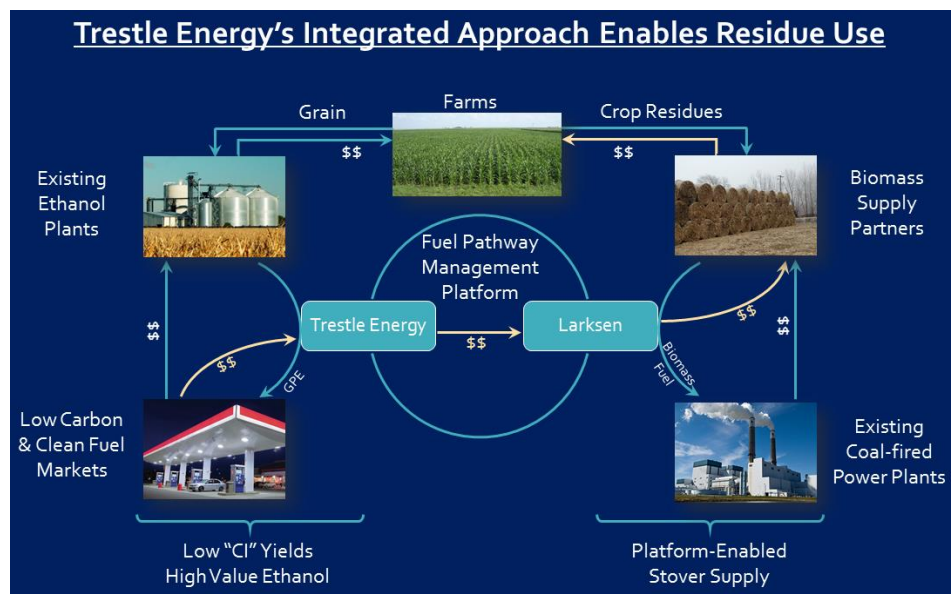 Trestle Energy's Integrated Approach Enables Residue Use
Grain
Farms
Crop Residues
$$
$$
Existing
Ethanol
Plants
Biomass
Supply
Partners
Fuel Pathway
Management
Platform
Trestle Energy
Larksen
$$
$$
$$
$$
$$
GPE
Biomass
Fuel
Low Carbon
& Clean Fuel
Markets
Existing
Coal-fired
Power Plants
Low "CI" Yields
High Value Ethanol
Platform-Enabled
Stover Supply